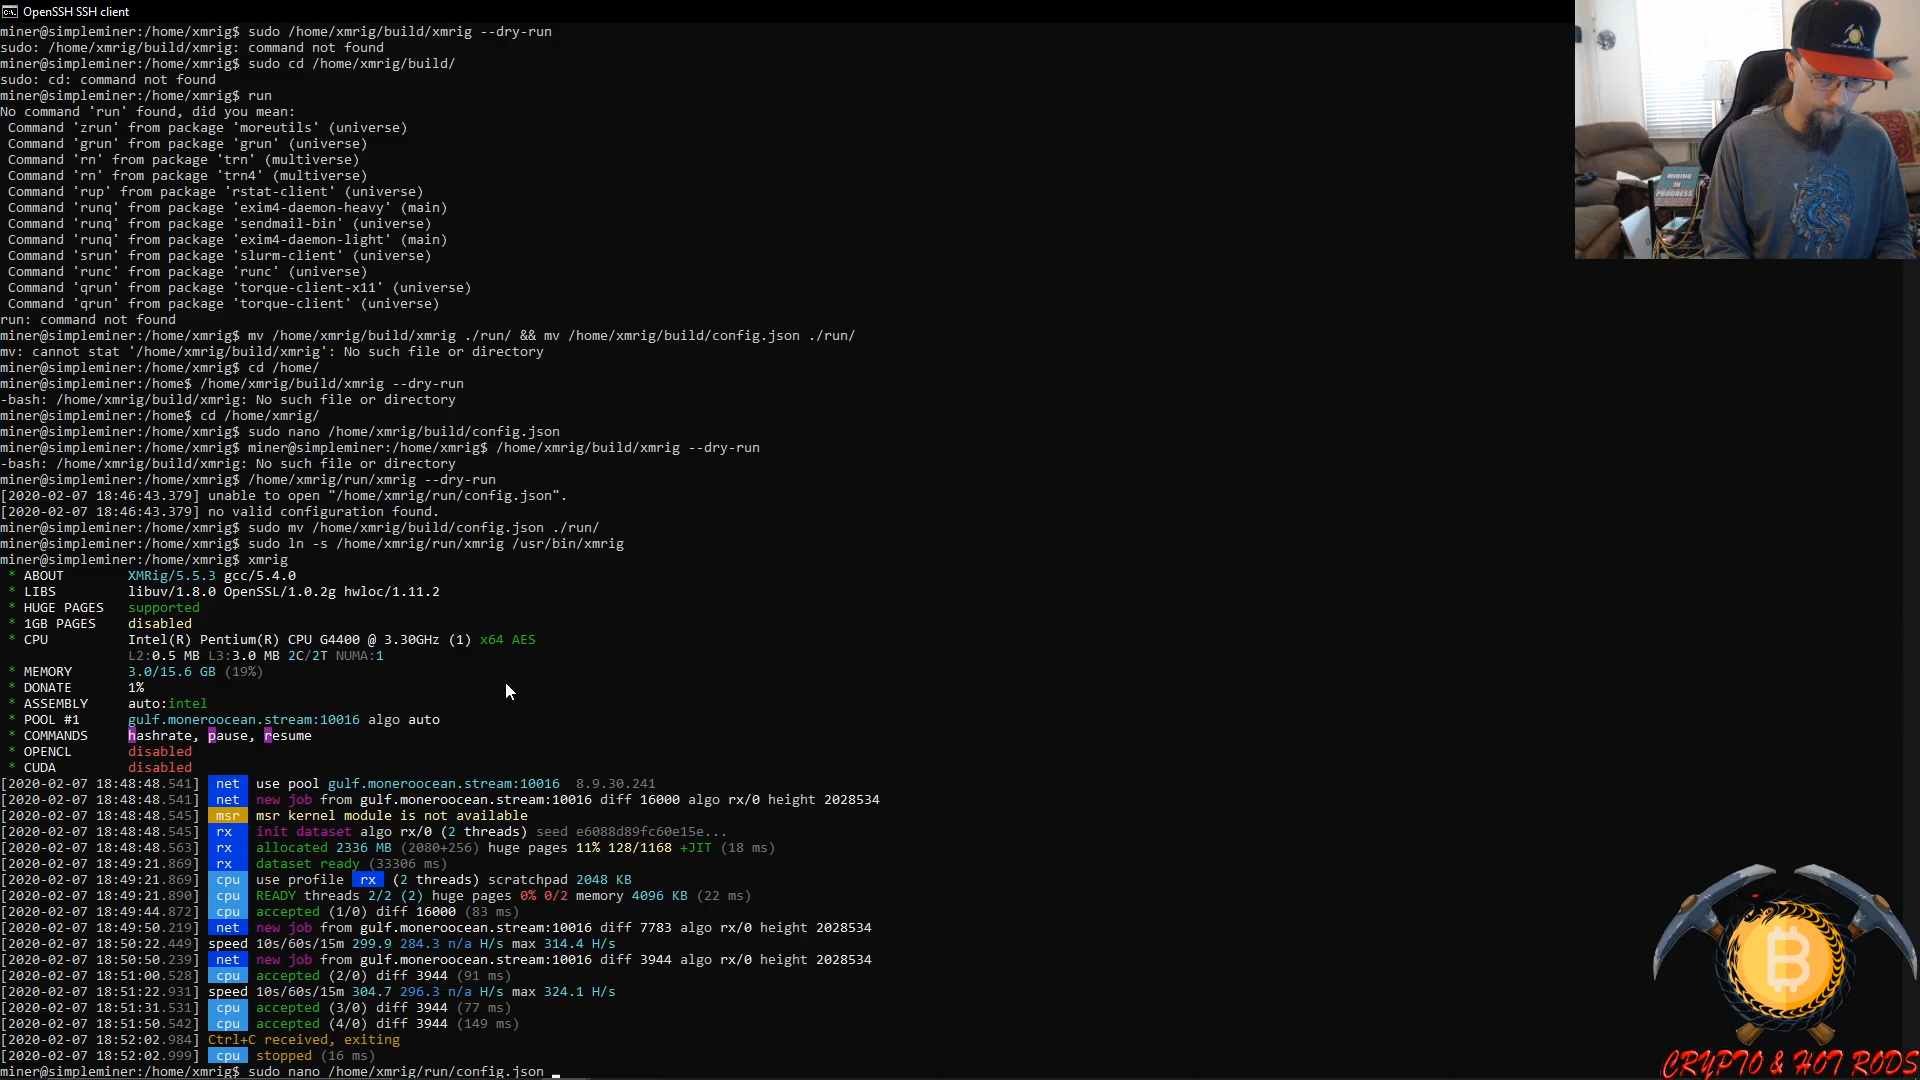 OpenSSH SSH client
miner@simpleminer:/home/xmrig$ sudo /home/xmrig/build/xmrig --dry-run
sudo: /home/xmrig/build/xmrig: command not found
miner@simpleminer:/home/xmrig$ sudo cd /home/xmrig/build/
sudo: cd: command not found
miner@simpleminer:/home/xmrig$ run
No command 'run' found, did you mean:
 Command 'zrun' from package 'moreutils' (universe)
 Command 'grun' from package 'grun' (universe)
 Command 'rn' from package 'trn' (multiverse)
 Command 'rn' from package 'trn4' (multiverse)
 Command 'rup' from package 'rstat-client' (universe)
 Command 'runq' from package 'exim4-daemon-heavy' (main)
 Command 'runq' from package 'sendmail-bin' (universe)
 Command 'runq' from package 'exim4-daemon-light' (main)
 Command 'srun' from package 'slurm-client' (universe)
 Command 'runc' from package 'runc' (universe)
 Command 'qrun' from package 'torque-client-x11' (universe)
 Command 'qrun' from package 'torque-client' (universe)
run: command not found
miner@simpleminer:/home/xmrig$ mv /home/xmrig/build/xmrig ./run/ && mv /home/xmrig/build/config.json ./run/
mv: cannot stat '/home/xmrig/build/xmrig': No such file or directory
miner@simpleminer:/home/xmrig$ cd /home/
miner@simpleminer:/home$ /home/xmrig/build/xmrig --dry-run
-bash: /home/xmrig/build/xmrig: No such file or directory
miner@simpleminer:/home$ cd /home/xmrig/
miner@simpleminer:/home/xmrig$ sudo nano /home/xmrig/build/config.json
miner@simpleminer:/home/xmrig$ miner@simpleminer:/home/xmrig$ /home/xmrig/build/xmrig --dry-run
-bash: /home/xmrig/build/xmrig: No such file or directory
miner@simpleminer:/home/xmrig$ /home/xmrig/run/xmrig --dry-run
[2020-02-07 18:46:43.379] unable to open "/home/xmrig/run/config.json".
[2020-02-07 18:46:43.379] no valid configuration found.
miner@simpleminer:/home/xmrig$ sudo mv /home/xmrig/build/config.json ./run/
miner@simpleminer:/home/xmrig$ sudo ln -s /home/xmrig/run/xmrig /usr/bin/xmrig
miner@simpleminer:/home/xmrig$ xmrig
 * ABOUT        XMRig/5.5.3 gcc/5.4.0
 * LIBS         libuv/1.8.0 OpenSSL/1.0.2g hwloc/1.11.2
 * HUGE PAGES   supported
 * 1GB PAGES    disabled
 * CPU          Intel(R) Pentium(R) CPU G4400 @ 3.30GHz (1) x64 AES
                L2:0.5 MB L3:3.0 MB 2C/2T NUMA:1
 * MEMORY       3.0/15.6 GB (19%)
 * DONATE       1%
 * ASSEMBLY     auto:intel
 * POOL #1      gulf.moneroocean.stream:10016 algo auto
 * COMMANDS     hashrate, pause, resume
 * OPENCL       disabled
 * CUDA         disabled
[2020-02-07 18:48:48.541]  net  use pool gulf.moneroocean.stream:10016  8.9.30.241
[2020-02-07 18:48:48.541]  net  new job from gulf.moneroocean.stream:10016 diff 16000 algo rx/0 height 2028534
[2020-02-07 18:48:48.545]  msr  msr kernel module is not available
[2020-02-07 18:48:48.545]  rx   init dataset algo rx/0 (2 threads) seed e6088d89fc60e15e...
[2020-02-07 18:48:48.563]  rx   allocated 2336 MB (2080+256) huge pages 11% 128/1168 +JIT (18 ms)
[2020-02-07 18:49:21.869]  rx   dataset ready (33306 ms)
[2020-02-07 18:49:21.869]  cpu  use profile  rx  (2 threads) scratchpad 2048 KB
[2020-02-07 18:49:21.890]  cpu  READY threads 2/2 (2) huge pages 0% 0/2 memory 4096 KB (22 ms)
[2020-02-07 18:49:44.872]  cpu  accepted (1/0) diff 16000 (83 ms)
[2020-02-07 18:49:50.219]  net  new job from gulf.moneroocean.stream:10016 diff 7783 algo rx/0 height 2028534
[2020-02-07 18:50:22.449] speed 10s/60s/15m 299.9 284.3 n/a H/s max 314.4 H/s
[2020-02-07 18:50:50.239]  net  new job from gulf.moneroocean.stream:10016 diff 3944 algo rx/0 height 2028534
[2020-02-07 18:51:00.528]  cpu  accepted (2/0) diff 3944 (91 ms)
[2020-02-07 18:51:22.931] speed 10s/60s/15m 304.7 296.3 n/a H/s max 324.1 H/s
[2020-02-07 18:51:31.531]  cpu  accepted (3/0) diff 3944 (77 ms)
[2020-02-07 18:51:50.542]  cpu  accepted (4/0) diff 3944 (149 ms)
[2020-02-07 18:52:02.984] Ctrl+C received, exiting
[2020-02-07 18:52:02.999]  cpu  stopped (16 ms)
miner@simpleminer:/home/xmrig$ sudo nano /home/xmrig/run/config.json
MINING
IN
PROGRESS
CRYPTO & HOT RODS